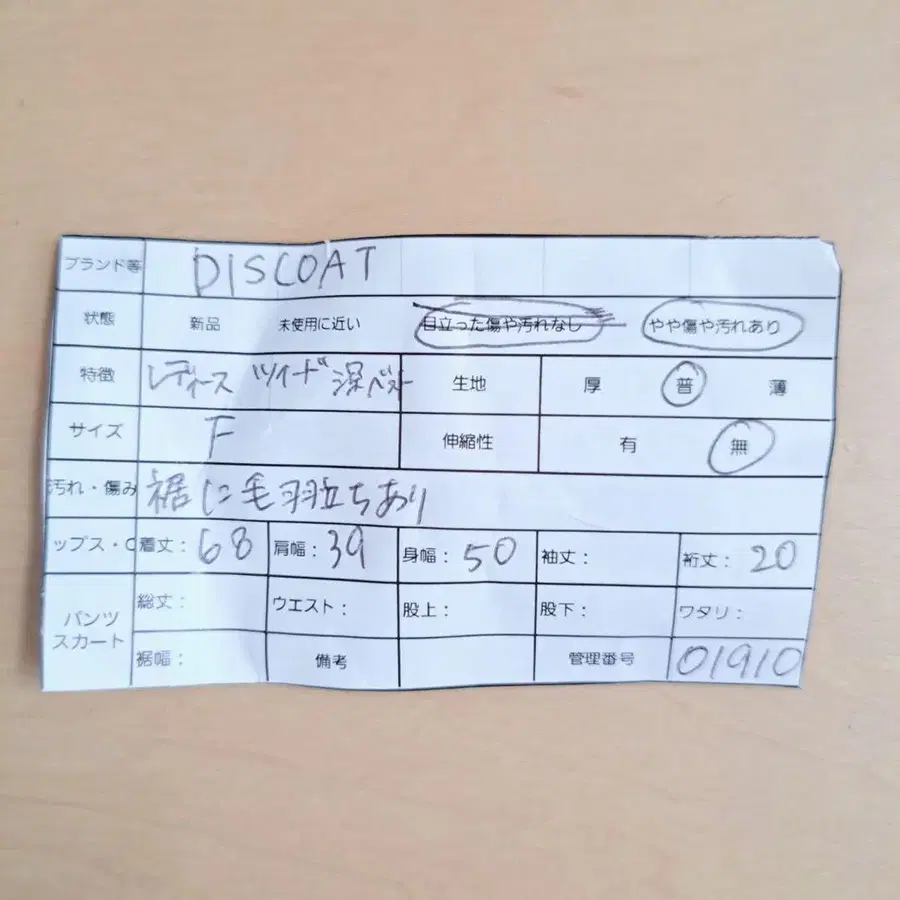 ブランド等 DISCOAT
状態 新品 未使用に近い 目立った傷や汚れなし やや傷や汚れあり
特徴 レディース ツイード 深ベスト 生地 厚 普 薄
サイズ F 伸縮性 有 無
汚れ・傷み 裾に毛羽立ちあり
ップス・C 着丈: 68 肩幅: 39 身幅: 50 袖丈: 裄丈: 20
パンツ スカート 総丈: ウエスト: 股上: 股下: ワタリ:
裾幅: 備考 管理番号 01910